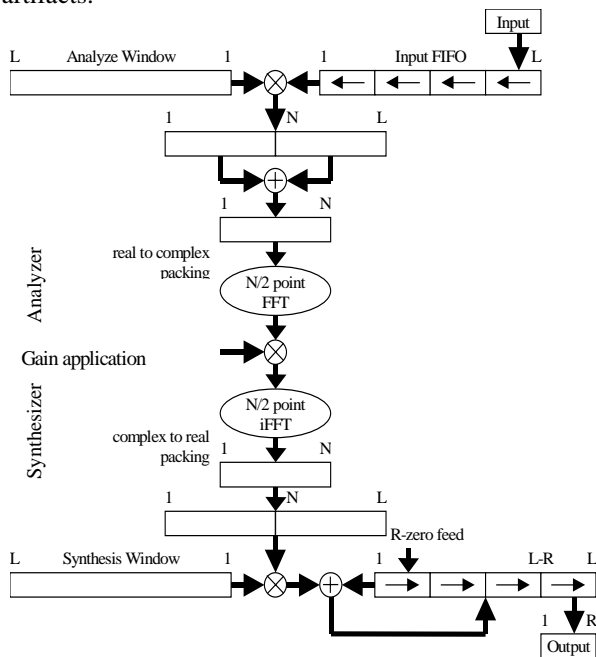 artifacts.
Input
L Analyze Window 1 1 Input FIFO L
1 N L
1 N
real to complex
packing
N/2 point
FFT
Analyzer
Gain application
Synthesizer
N/2 point
iFFT
complex to real
packing
1 N
1 N L
R-zero feed
L Synthesis Window 1 1 L-R L
1 R
Output